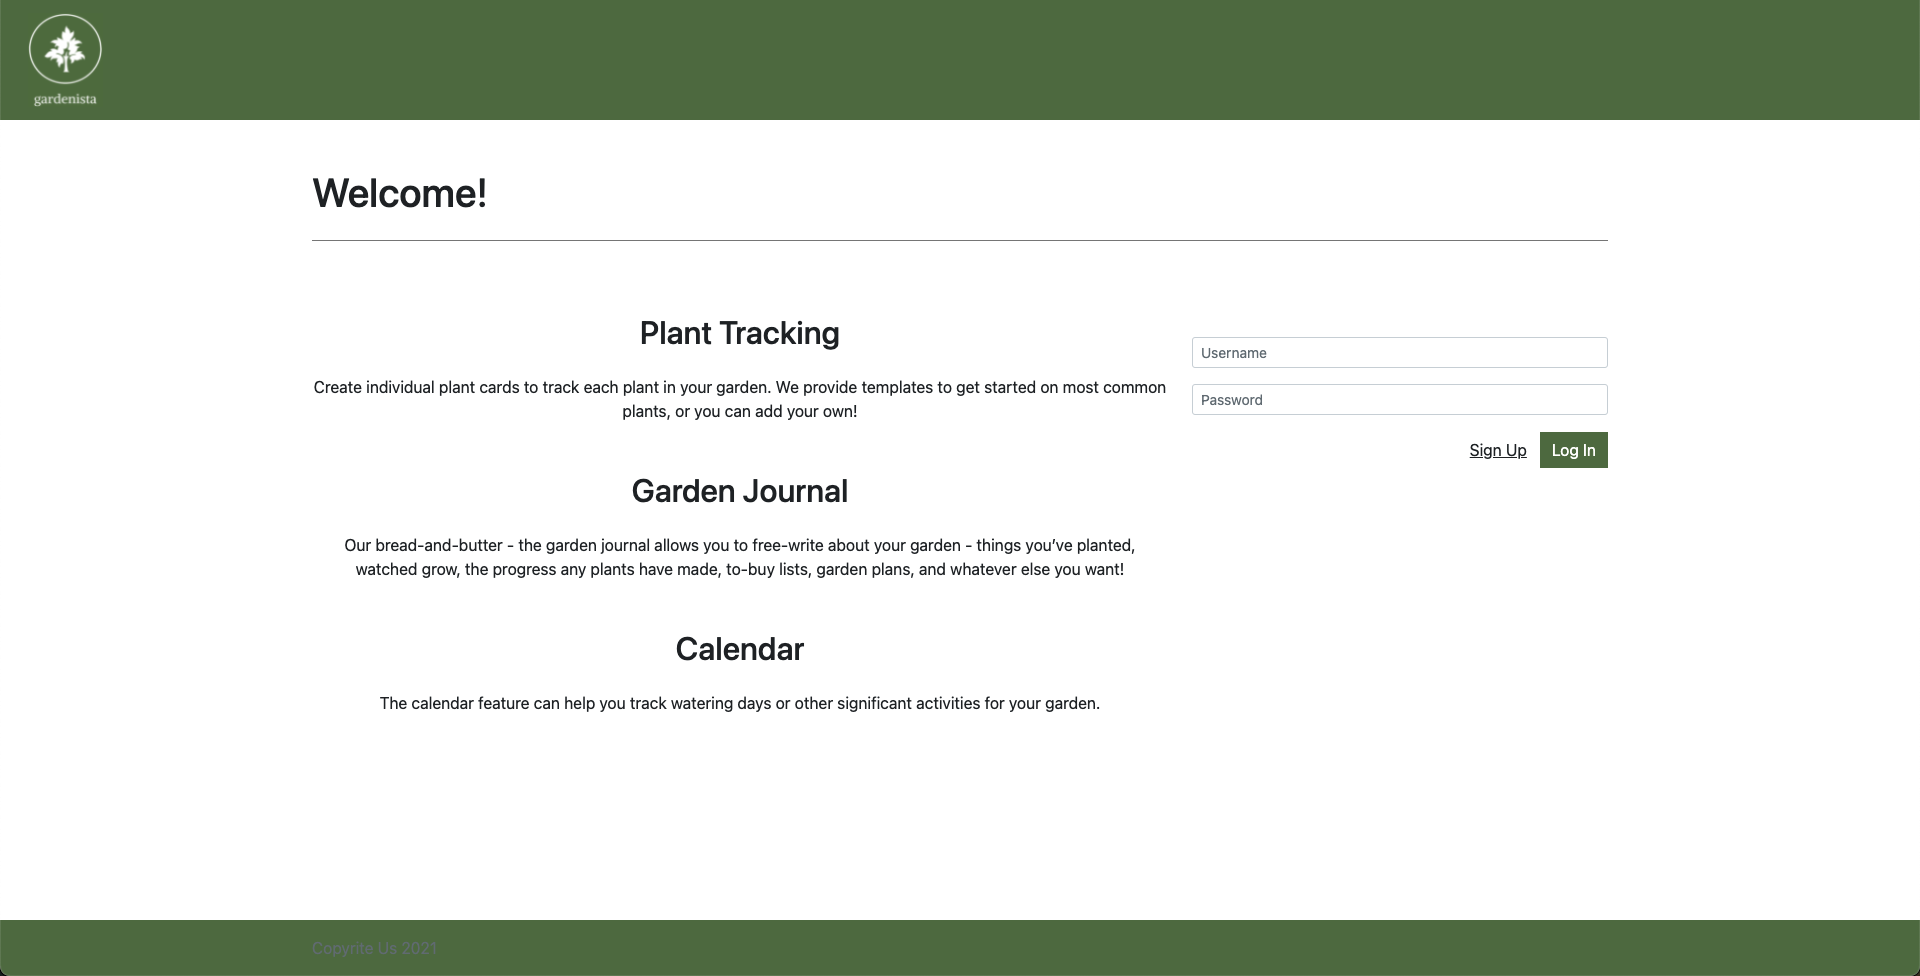 gardenista
Welcome!
Plant Tracking
Create individual plant cards to track each plant in your garden. We provide templates to get started on most common
plants, or you can add your own!
Garden Journal
Our bread-and-butter - the garden journal allows you to free-write about your garden - things you’ve planted,
watched grow, the progress any plants have made, to-buy lists, garden plans, and whatever else you want!
Calendar
The calendar feature can help you track watering days or other significant activities for your garden.
Username
Password
Sign Up Log In
Copyrite Us 2021